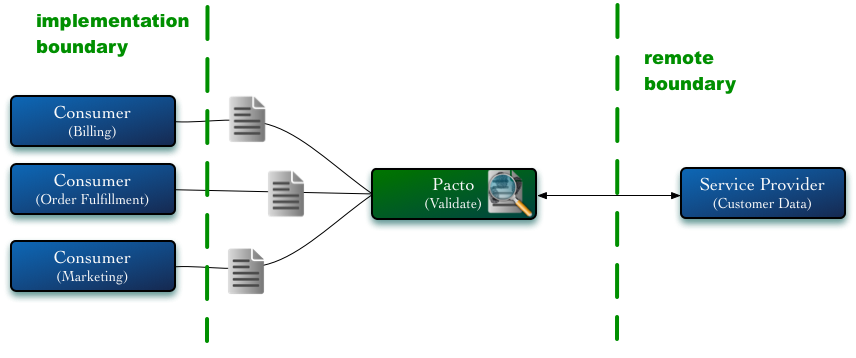 implementation
boundary
remote
boundary
Consumer
(Billing)
Consumer
(Order Fulfillment)
Consumer
(Marketing)
Pacto
(Validate)
Service Provider
(Customer Data)